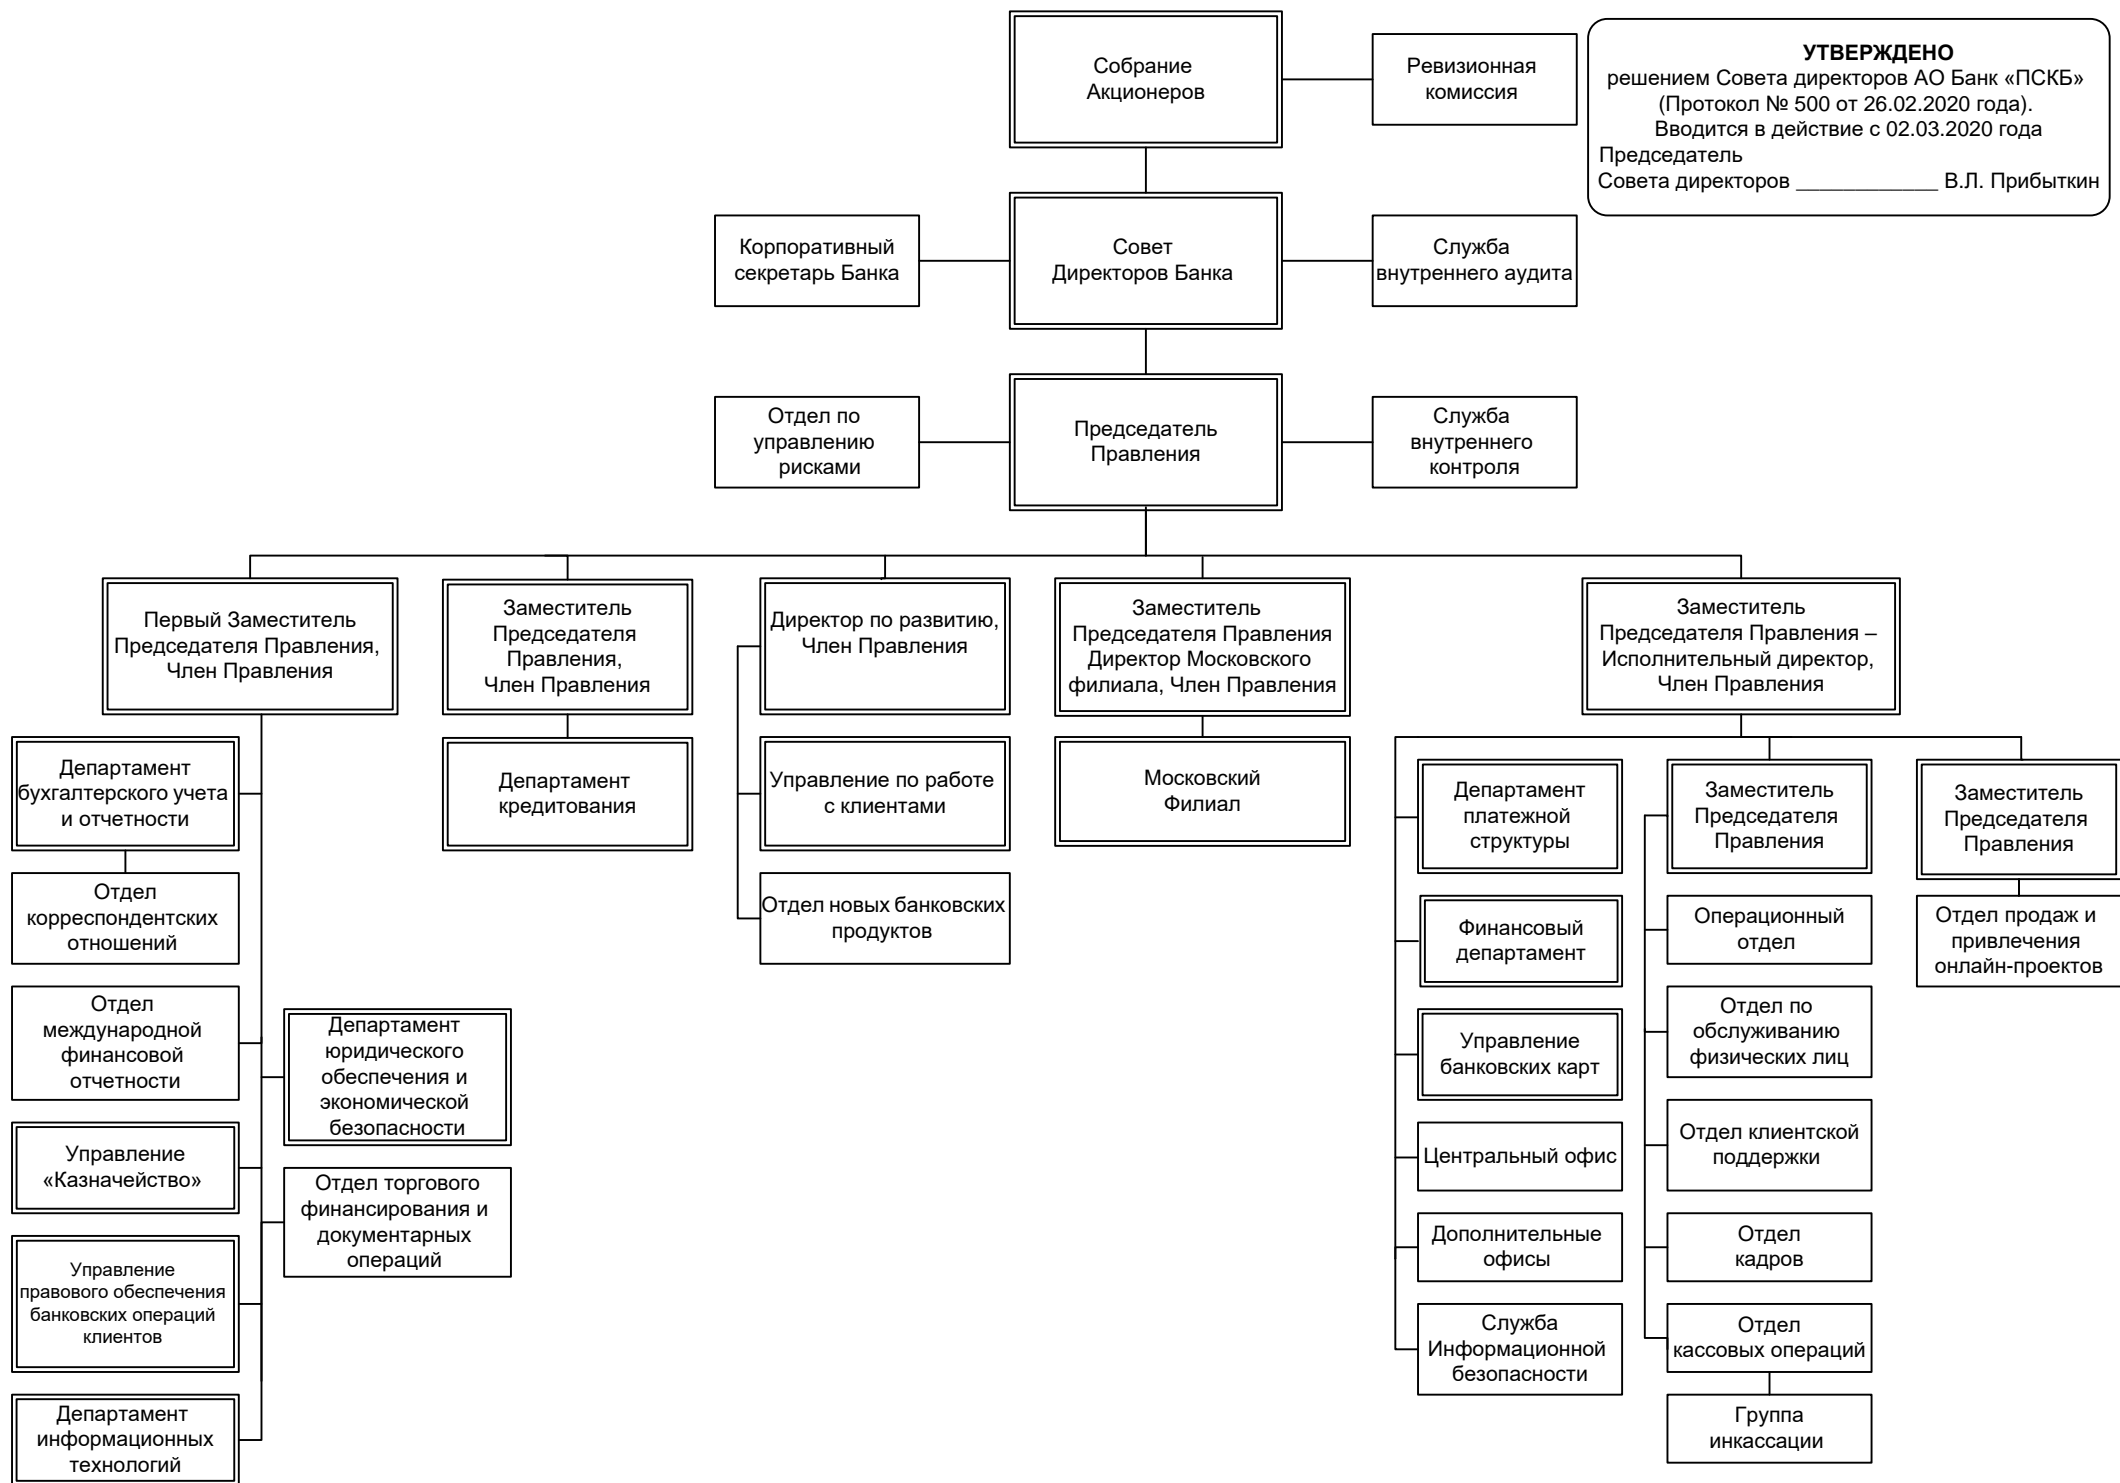 Собрание
Акционеров
Ревизионная
комиссия
УТВЕРЖДЕНО
решением Совета директоров АО Банк «ПСКБ»
(Протокол № 500 от 26.02.2020 года).
Вводится в действие с 02.03.2020 года
Председатель
Совета директоров ____________ В.Л. Прибыткин
Корпоративный
секретарь Банка
Совет
Директоров Банка
Служба
внутреннего аудита
Отдел по
управлению
рисками
Председатель
Правления
Служба
внутреннего
контроля
Первый Заместитель
Председателя Правления,
Член Правления
Заместитель
Председателя
Правления,
Член Правления
Директор по развитию,
Член Правления
Заместитель
Председателя Правления
Директор Московского
филиала, Член Правления
Заместитель
Председателя Правления –
Исполнительный директор,
Член Правления
Департамент
бухгалтерского учета
и отчетности
Отдел
корреспондентских
отношений
Отдел
международной
финансовой
отчетности
Управление
«Казначейство»
Управление
правового обеспечения
банковских операций
клиентов
Департамент
информационных
технологий
Департамент
юридического
обеспечения и
экономической
безопасности
Отдел торгового
финансирования и
документарных
операций
Департамент
кредитования
Управление по работе
с клиентами
Отдел новых банковских
продуктов
Московский
Филиал
Департамент
платежной
структуры
Финансовый
департамент
Управление
банковских карт
Центральный офис
Дополнительные
офисы
Служба
Информационной
безопасности
Заместитель
Председателя
Правления
Операционный
отдел
Отдел по
обслуживанию
физических лиц
Отдел клиентской
поддержки
Отдел
кадров
Отдел
кассовых операций
Группа
инкассации
Заместитель
Председателя
Правления
Отдел продаж и
привлечения
онлайн-проектов